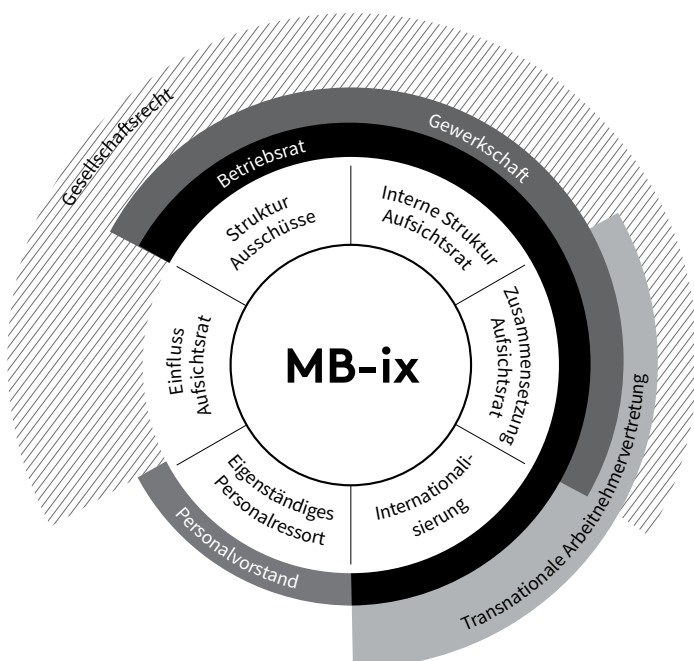 Gesellschaftsrecht
Gewerkschaft
Betriebsrat
Struktur
Ausschüsse
Interne Struktur
Aufsichtsrat
Zusammensetzung
Aufsichtsrat
Einfluss
Aufsichtsrat
MB-ix
Eigenständiges
Personalressort
Internationali-
sierung
Personalvorstand
Transnationale Arbeitnehmervertretung